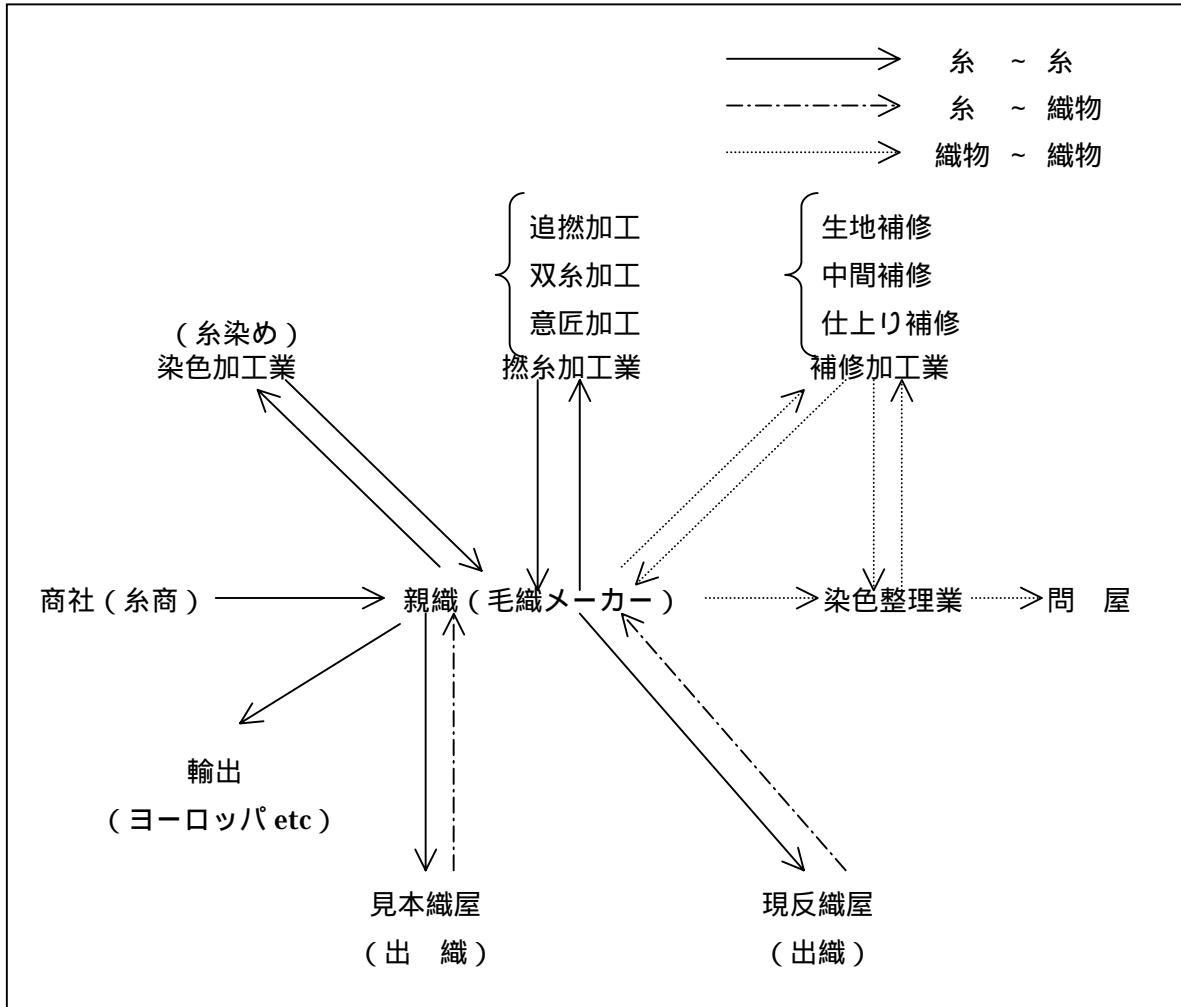 糸 ~ 糸
糸 ~ 織物
織物 ~ 織物
追撚加工
双糸加工
意匠加工
撚糸加工業
生地補修
中間補修
仕上り補修
補修加工業
(糸染め)
染色加工業
商社(糸商)
親織(毛織メーカー)
染色整理業
問 屋
輸出
(ヨーロッパ etc)
見本織屋
(出 織)
現反織屋
(出織)